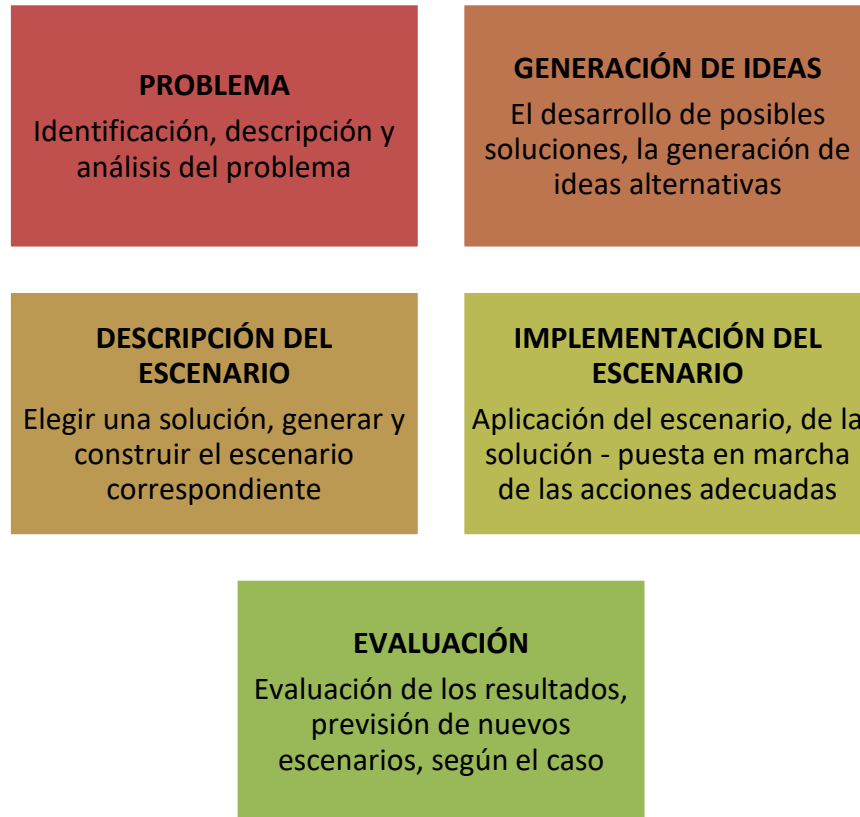 PROBLEMA
Identificación, descripción y
análisis del problema
GENERACIÓN DE IDEAS
El desarrollo de posibles
soluciones, la generación de
ideas alternativas
DESCRIPCIÓN DEL
ESCENARIO
Elegir una solución, generar y
construir el escenario
correspondiente
IMPLEMENTACIÓN DEL
ESCENARIO
Aplicación del escenario, de la
solución - puesta en marcha
de las acciones adecuadas
EVALUACIÓN
Evaluación de los resultados,
previsión de nuevos
escenarios, según el caso